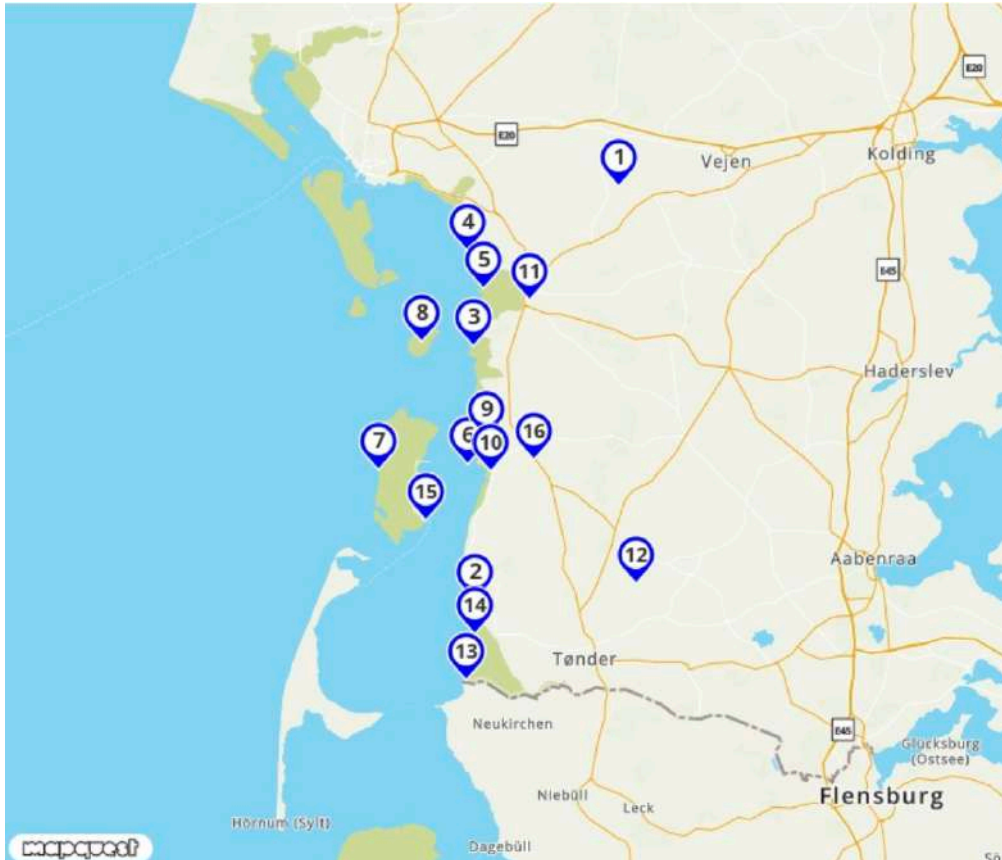 E20
E20
1
Vejen
Kolding
4
5
11
E45
8
3
Haderslev
9
7
6
10
16
15
12
Aabenraa
2
14
13
Tønder
Neukirchen
E45
Glücksburg
(Ostsee)
Niebüll
Leck
Flensburg
Hörnum (Sylt)
Dagebüll
mapquest